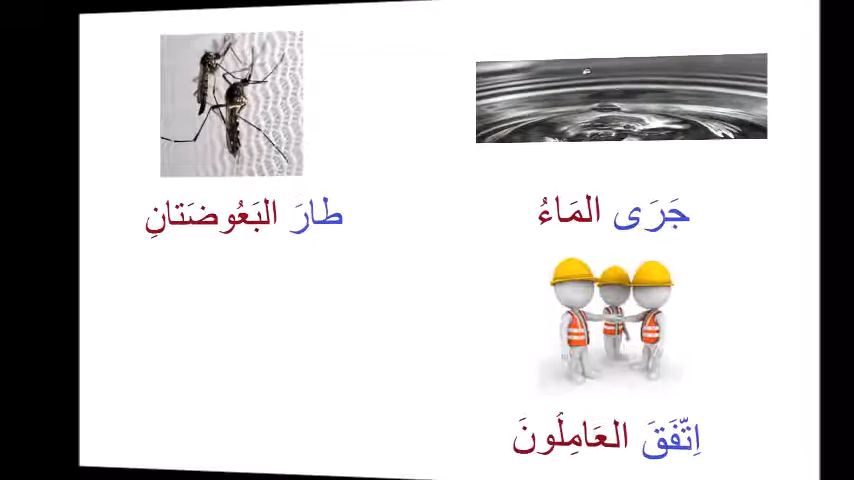 جَرَى المَاءُ
طارَ البَعُوضَتانِ
اِتَّفَقَ العَامِلُونَ